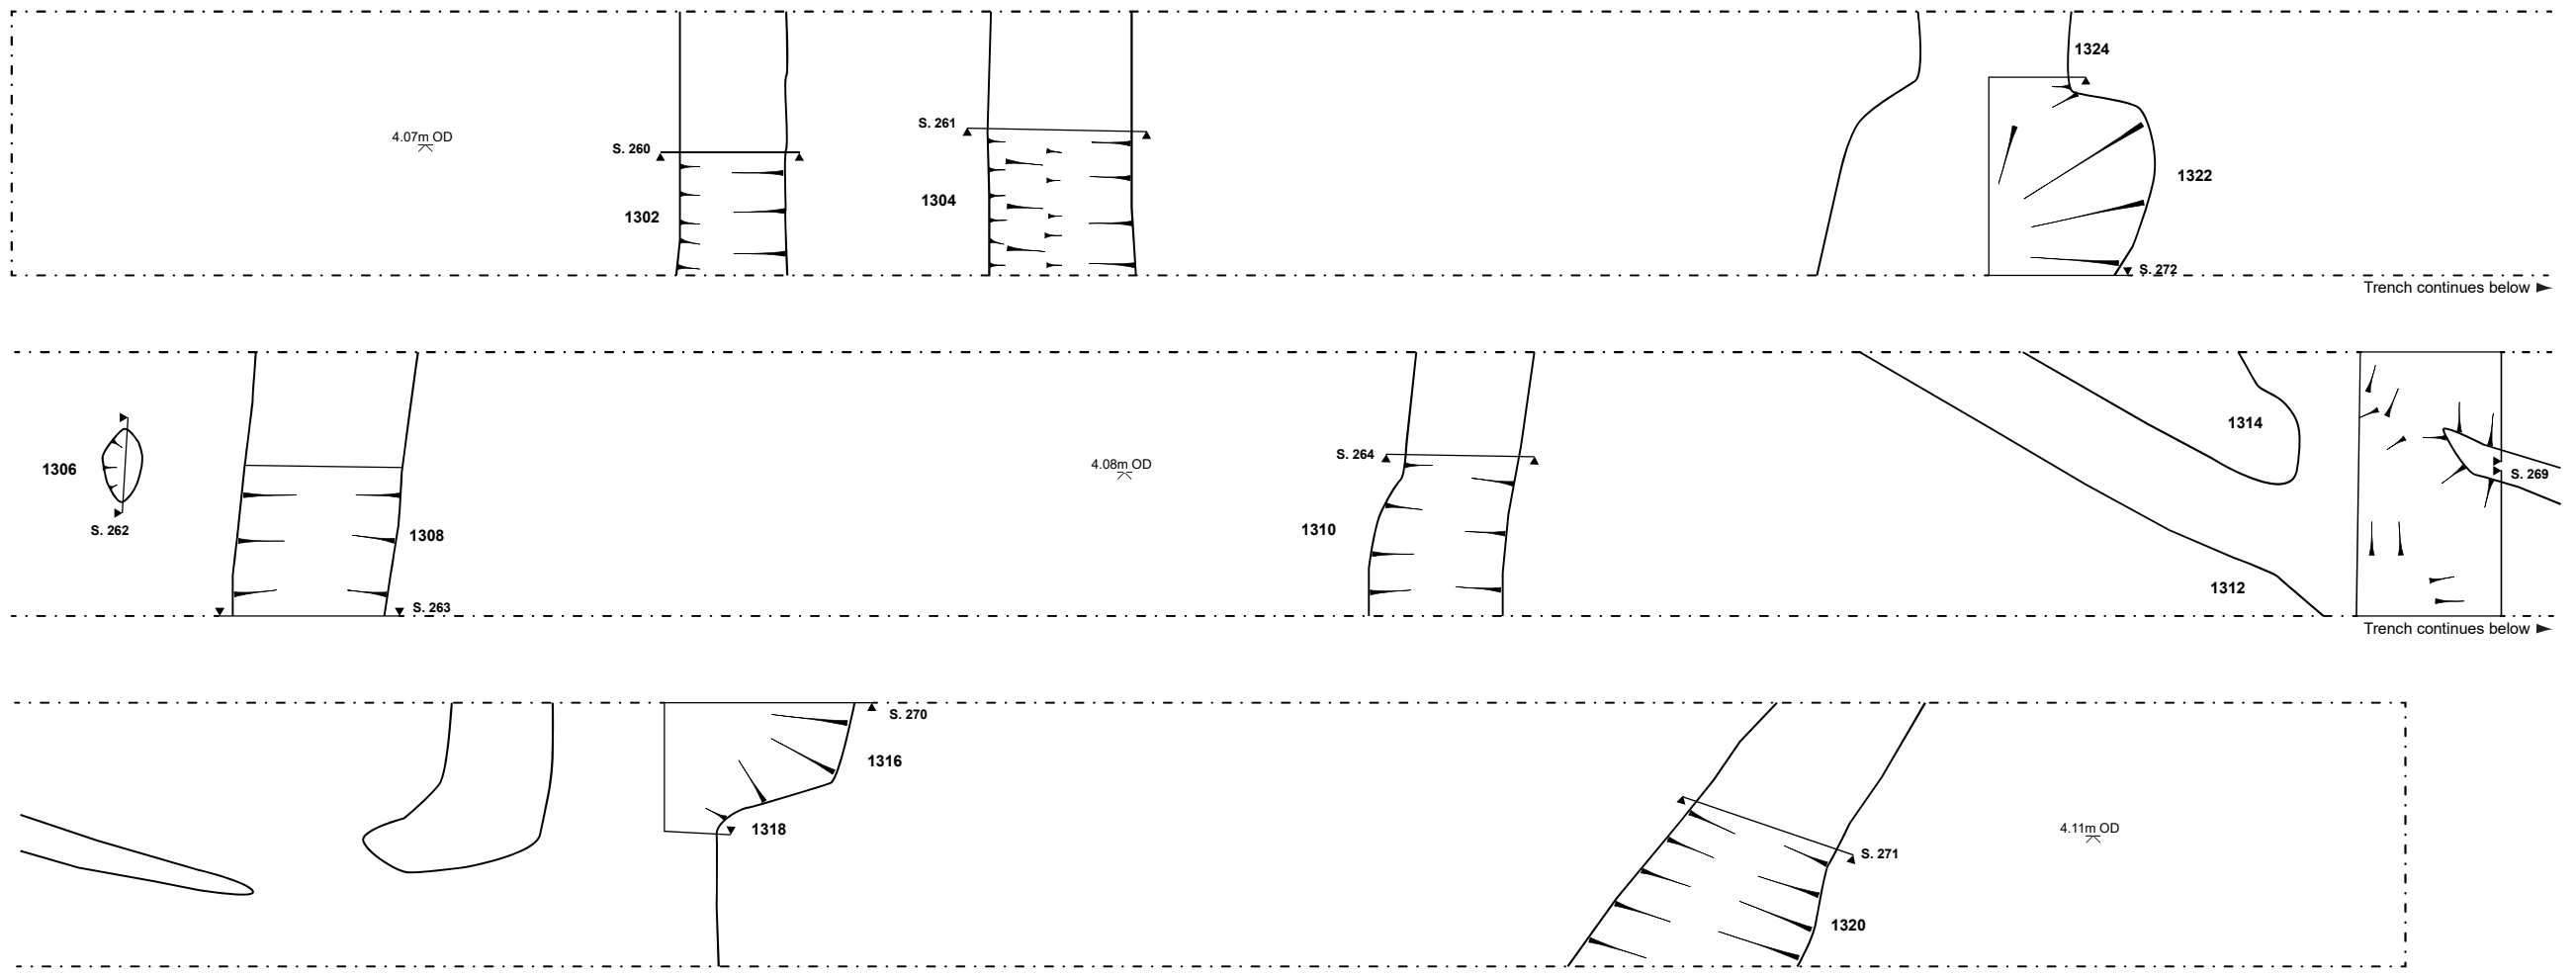 1324
4.07m OD
S. 260
S. 261
1302
1304
1322
S. 272
Trench continues below
1306
S. 262
1308
S. 263
4.08m OD
S. 264
1310
1314
S. 269
1312
Trench continues below
S. 270
1316
1318
4.11m OD
S. 271
1320